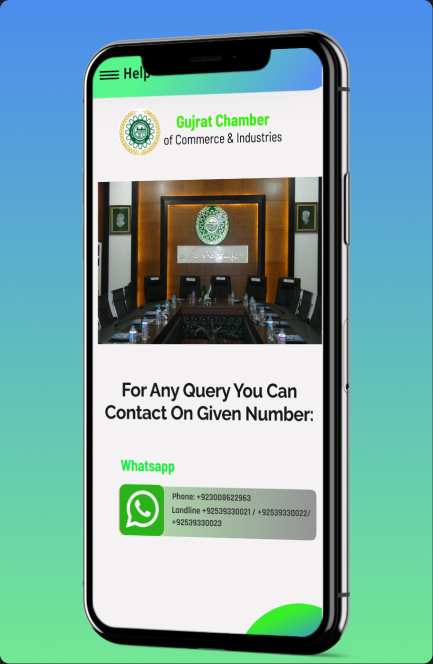 Help
Gujrat Chamber
of Commerce & Industries
For Any Query You Can
Contact On Given Number:
Whatsapp
Phone: +923008622963
Landline +92539330021 / +92539330022/
+92539330023